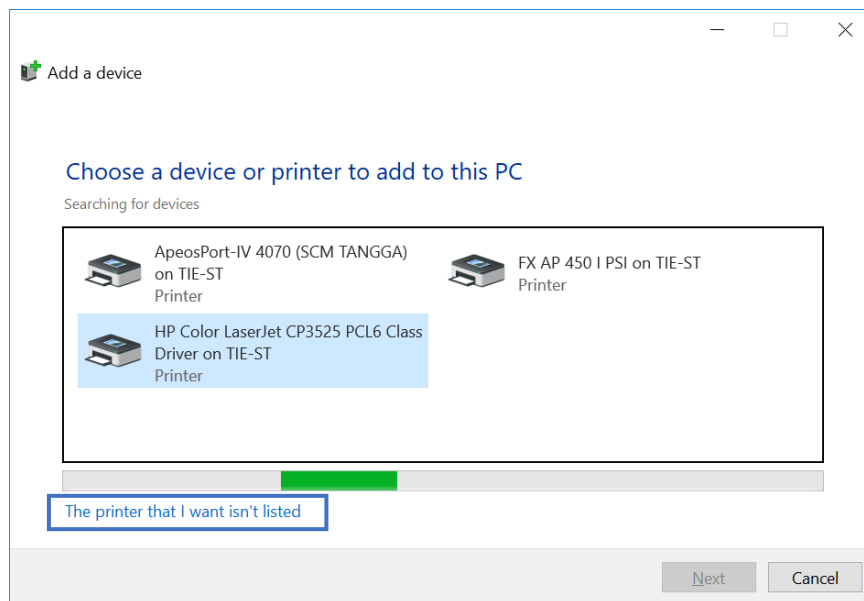 Add a device
Choose a device or printer to add to this PC
Searching for devices
ApeosPort-IV 4070 (SCM TANGGA)
on TIE-ST
Printer
FX AP 450 I PSI on TIE-ST
Printer
HP Color LaserJet CP3525 PCL6 Class
Driver on TIE-ST
Printer
The printer that I want isn't listed
Next
Cancel